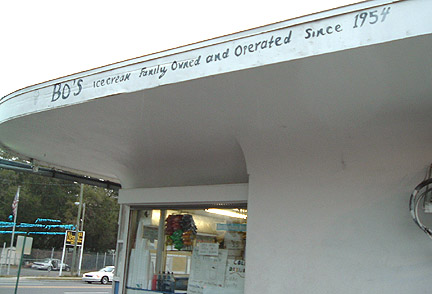 BO'S icecream Family Owned and Operated Since 1954